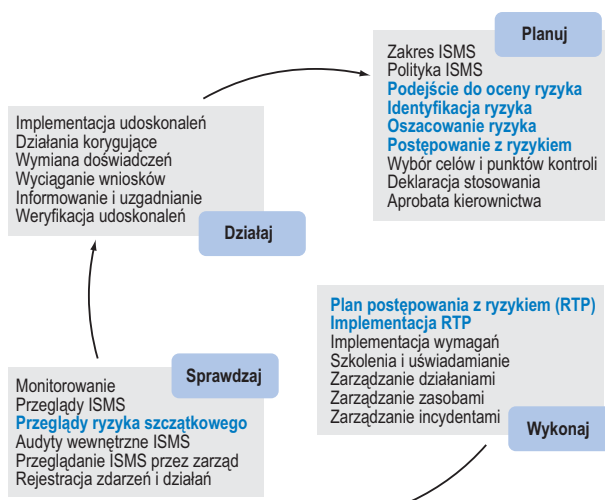 Planuj
Zakres ISMS
Polityka ISMS
Podejście do oceny ryzyka
Identyfikacja ryzyka
Oszacowanie ryzyka
Postępowanie z ryzykiem
Wybór celów i punktów kontroli
Deklaracja stosowania
Aprobata kierownictwa
Implementacja udoskonaleń
Działania korygujące
Wymiana doświadczeń
Wyciąganie wniosków
Informowanie i uzgadnianie
Weryfikacja udoskonaleń
Działaj
Plan postępowania z ryzykiem (RTP)
Implementacja RTP
Implementacja wymagań
Szkolenia i uświadamianie
Zarządzanie działaniami
Zarządzanie zasobami
Zarządzanie incydentami
Wykonaj
Sprawdzaj
Monitorowanie
Przeglądy ISMS
Przeglądy ryzyka szczątkowego
Audyty wewnętrzne ISMS
Przeglądanie ISMS przez zarząd
Rejestracja zdarzeń i działań